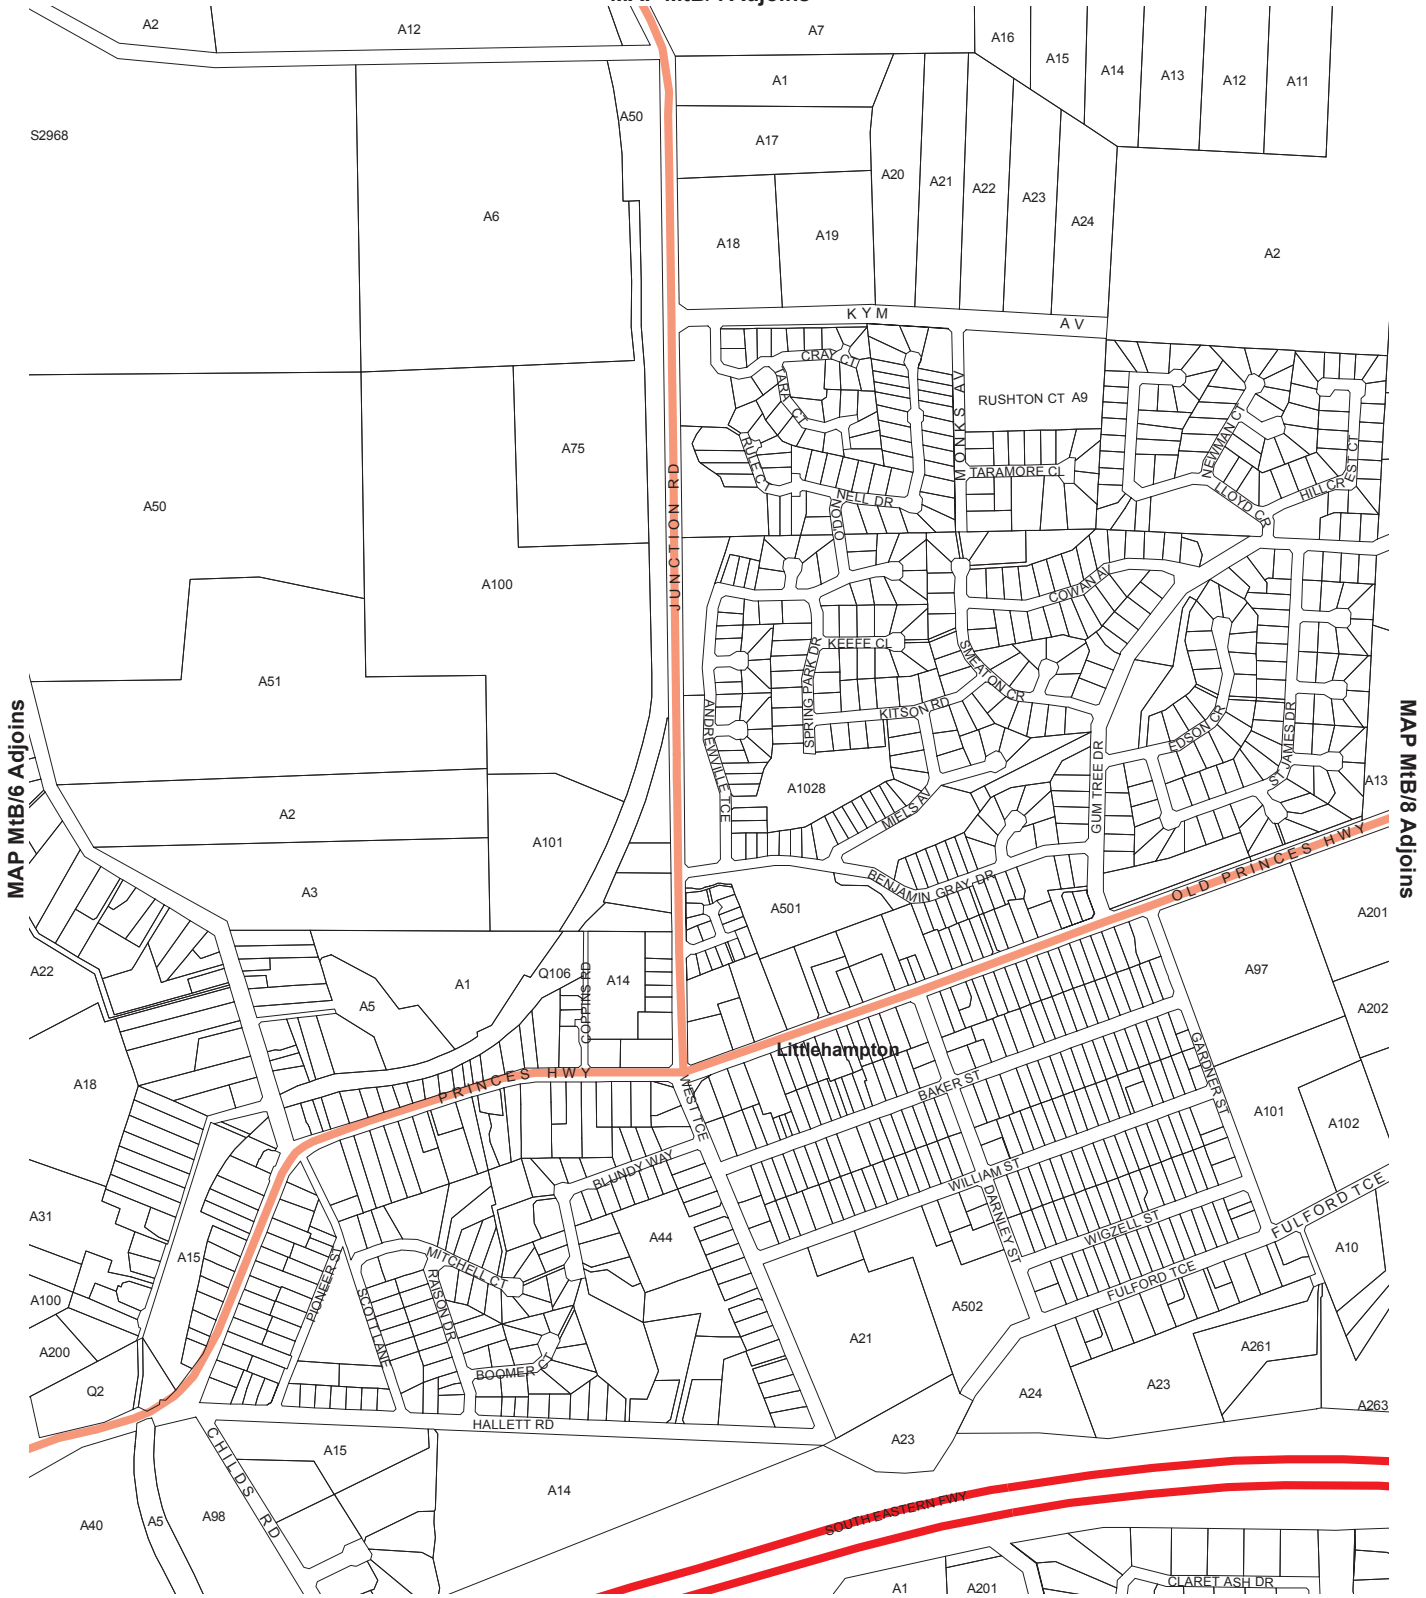 A2
A12
A7
A16
A15
A14
A13
A12
A11
A1
A50
S2968
A17
A20
A21
A22
A23
A24
A6
A18
A19
A2
KYM AV
CRAY CT
MONKS AV
RUSHTON CT A9
RULE CT
NEWMAN CT
EST CT
A75
JUNCTION RD
TARAMORE CL
NELL DR
HILLCR
LLOYD CR
A50
O'DON
A100
COWAN AV
KEEFE CL
SPRING PARK DR
SMEATON CR
A51
KITSON RD
ANDREWVILLE TCE
EDSON CR
ST JAMES DR
GUM TREE DR
MAP MtB/6 Adjoins
MAP MtB/8 Adjoins
A1028
A13
A2
MIELS AV
A101
OLD PRINCES HWY
A3
BENJAMIN GRAY DR
A501
A201
A22
A1
Q106
COPPINS RD
A14
A97
A5
A202
Littlehampton
GARDNER ST
A18
PRINCES HWY
WEST TCE
BAKER ST
A101
A102
BLUNDY WAY
WILLIAM ST
DARNLEY ST
FULFORD TCE
A31
A15
A44
WIGZELL ST
A10
PIONEER ST
MITCHELL CT
RAISON DR
SCOTT LANE
FULFORD TCE
A100
A502
A200
A21
A261
BOOMER CT
Q2
A24
A23
A263
HALLETT RD
A23
CHILDS RD
A15
A14
SOUTH EASTERN FWY
A40
A5
A98
A1
A201
CLARET ASH DR